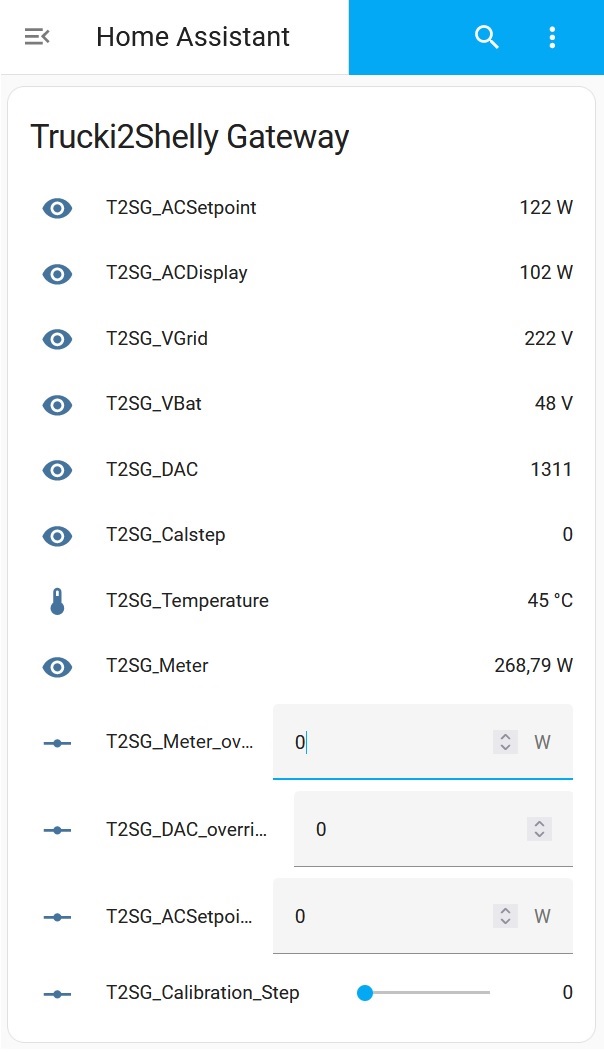 Home Assistant
Trucki2Shelly Gateway
T2SG_ACSetpoint 122 W
T2SG_ACDisplay 102 W
T2SG_VGrid 222 V
T2SG_VBat 48 V
T2SG_DAC 1311
T2SG_Calstep 0
T2SG_Temperature 45 °C
T2SG_Meter 268,79 W
T2SG_Meter_ov... 0 W
T2SG_DAC_overri... 0
T2SG_ACSetpoi... 0 W
T2SG_Calibration_Step 0